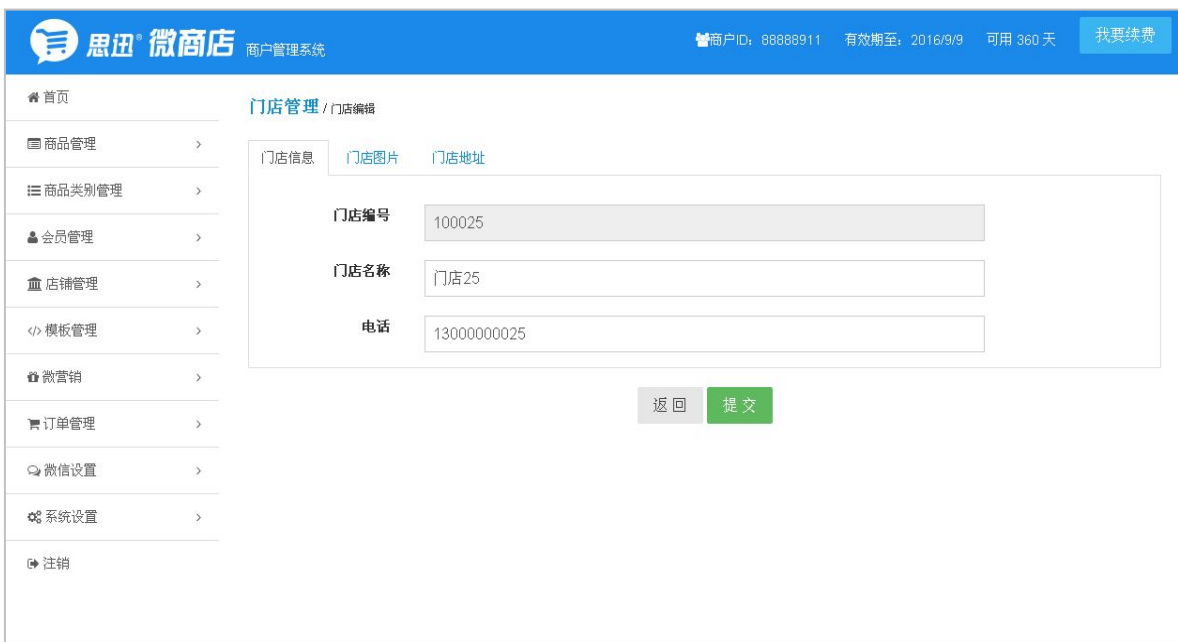 思迅® 微商店 商户管理系统 商户ID: 88888911 有效期至: 2016/9/9 可用 360 天 我要续费
首页
商品管理
商品类别管理
会员管理
店铺管理
</> 模板管理
微营销
订单管理
微信设置
系统设置
注销
门店管理 / 门店编辑
门店信息 门店图片 门店地址
门店编号 100025
门店名称 门店25
电话 13000000025
返 回 提 交